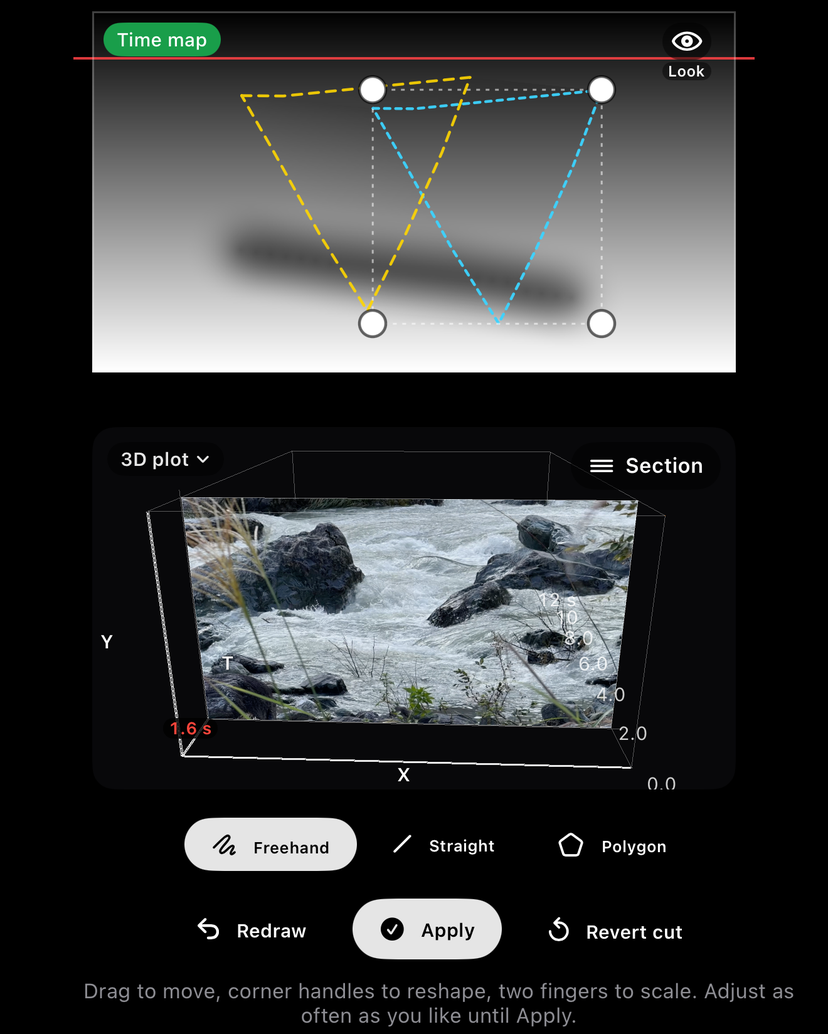 Time map
Look
3D plot
Section
12 s
10
8.0
6.0
4.0
2.0
0.0
Y
T
1.6 s
X
Freehand
Straight
Polygon
Redraw
Apply
Revert cut
Drag to move, corner handles to reshape, two fingers to scale. Adjust as
often as you like until Apply.